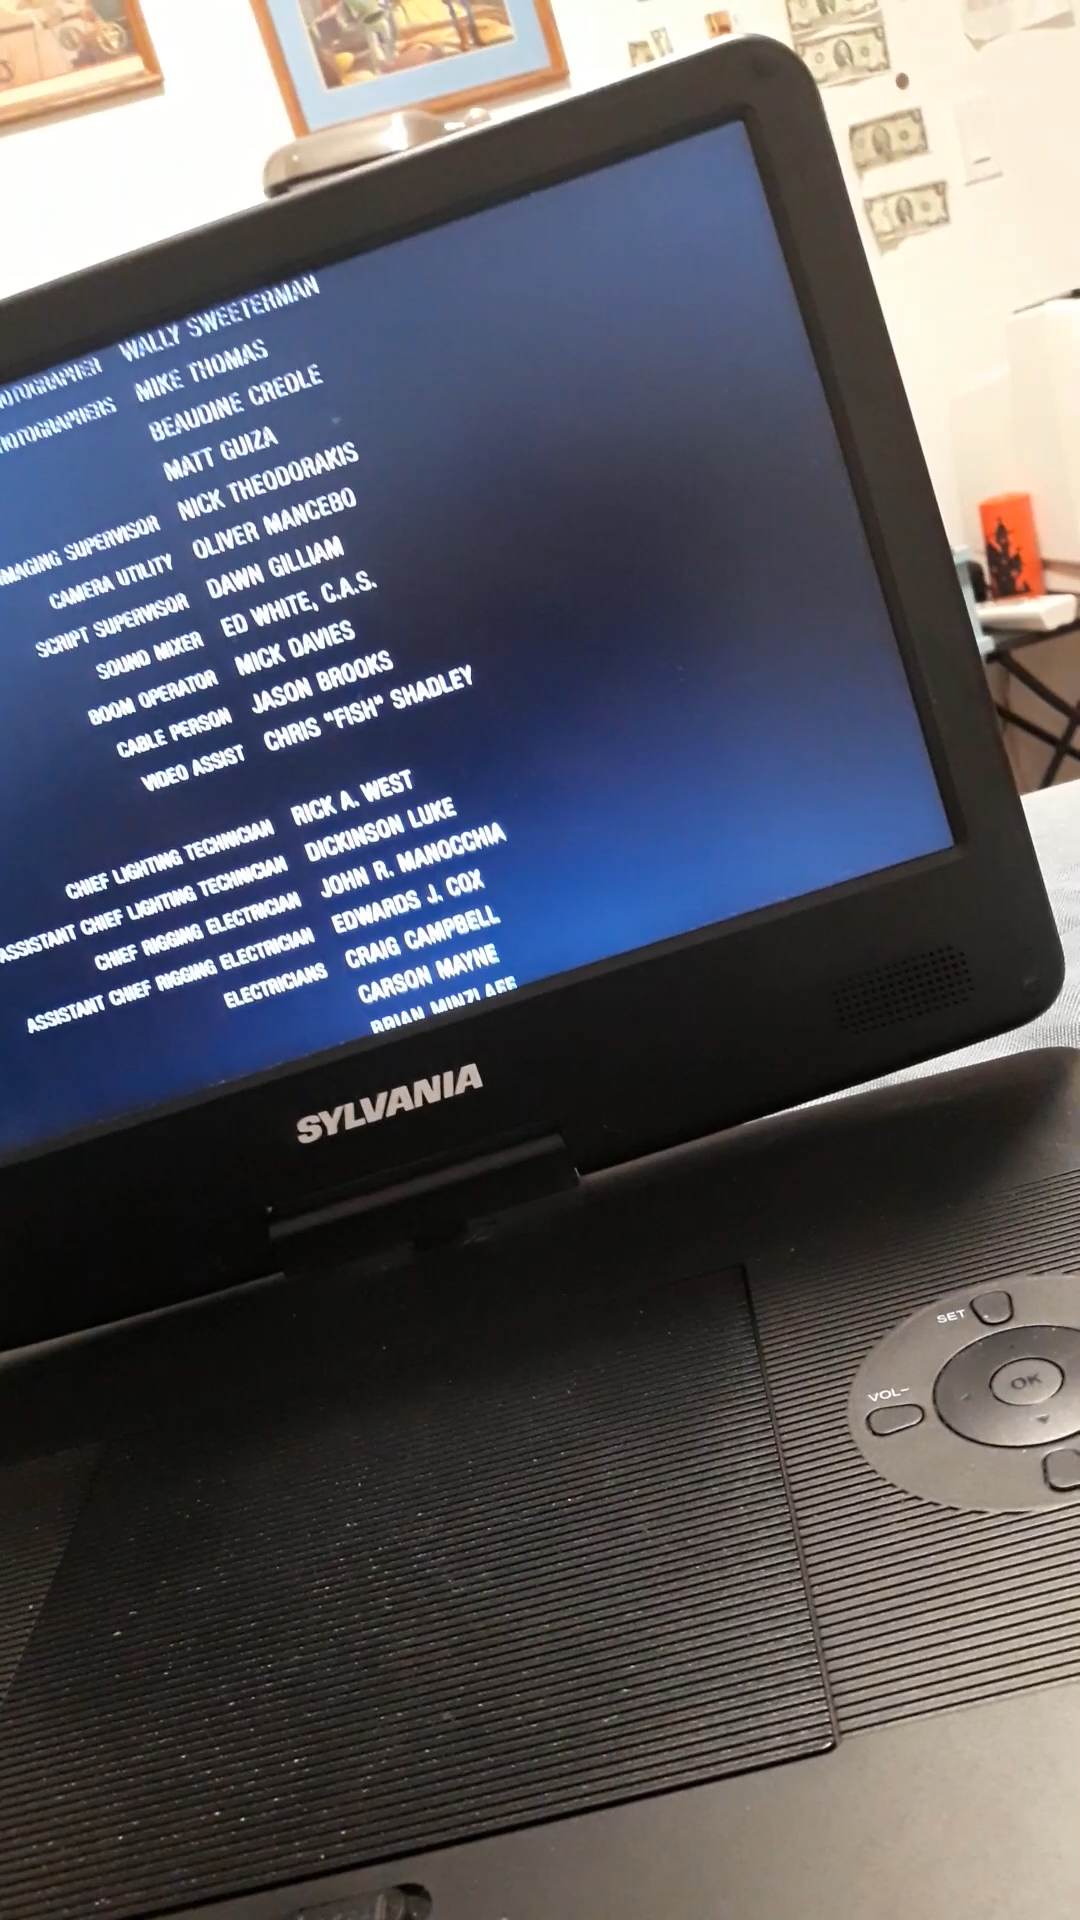 WALLY SWEETERMAN
MIKE THOMAS
BEAUDINE CREDLE
MATT GUIZA
IMAGING SUPERVISOR NICK THEODORAKIS
CAMERA UTILITY OLIVER MANCEBO
SCRIPT SUPERVISOR DAWN GILLIAM
SOUND MIXER ED WHITE, C.A.S.
BOOM OPERATOR MICK DAVIES
CABLE PERSON JASON BROOKS
VIDEO ASSIST CHRIS "FISH" SHADLEY
CHIEF LIGHTING TECHNICIAN RICK A. WEST
ASSISTANT CHIEF LIGHTING TECHNICIAN DICKINSON LUKE
CHIEF RIGGING ELECTRICIAN JOHN R. MANOCCHIA
ASSISTANT CHIEF RIGGING ELECTRICIAN EDWARDS J. COX
ELECTRICIANS CRAIG CAMPBELL
CARSON MAYNE
BRIAN
SYLVANIA
SET
VOL-
OK